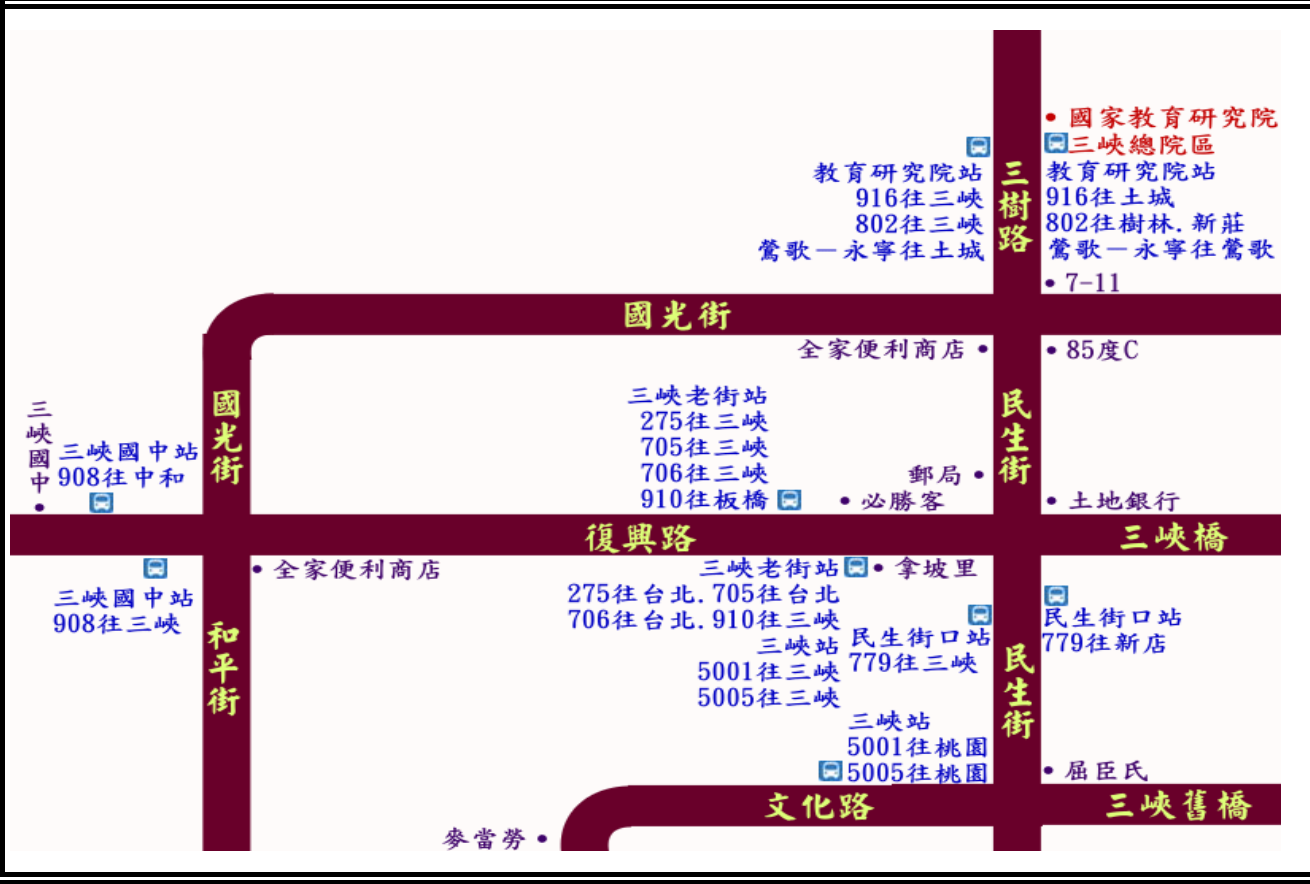 國家教育研究院
三峽總院區
教育研究院站
916往三峽
802往三峽
鶯歌－永寧往土城
三樹路
教育研究院站
916往土城
802往樹林.新莊
鶯歌－永寧往鶯歌
7-11
國光街
全家便利商店
85度C
三峽國中
三峽國中站
908往中和
國光街
三峽老街站
275往三峽
705往三峽
706往三峽
910往板橋
郵局
必勝客
民生街
土地銀行
復興路
三峽橋
三峽國中站
908往三峽
全家便利商店
和平街
三峽老街站
275往台北.705往台北
706往台北.910往三峽
三峽站
5001往三峽
5005往三峽
拿坡里
民生街口站
779往三峽
民生街
民生街口站
779往新店
三峽站
5001往桃園
5005往桃園
屈臣氏
文化路
三峽舊橋
麥當勞